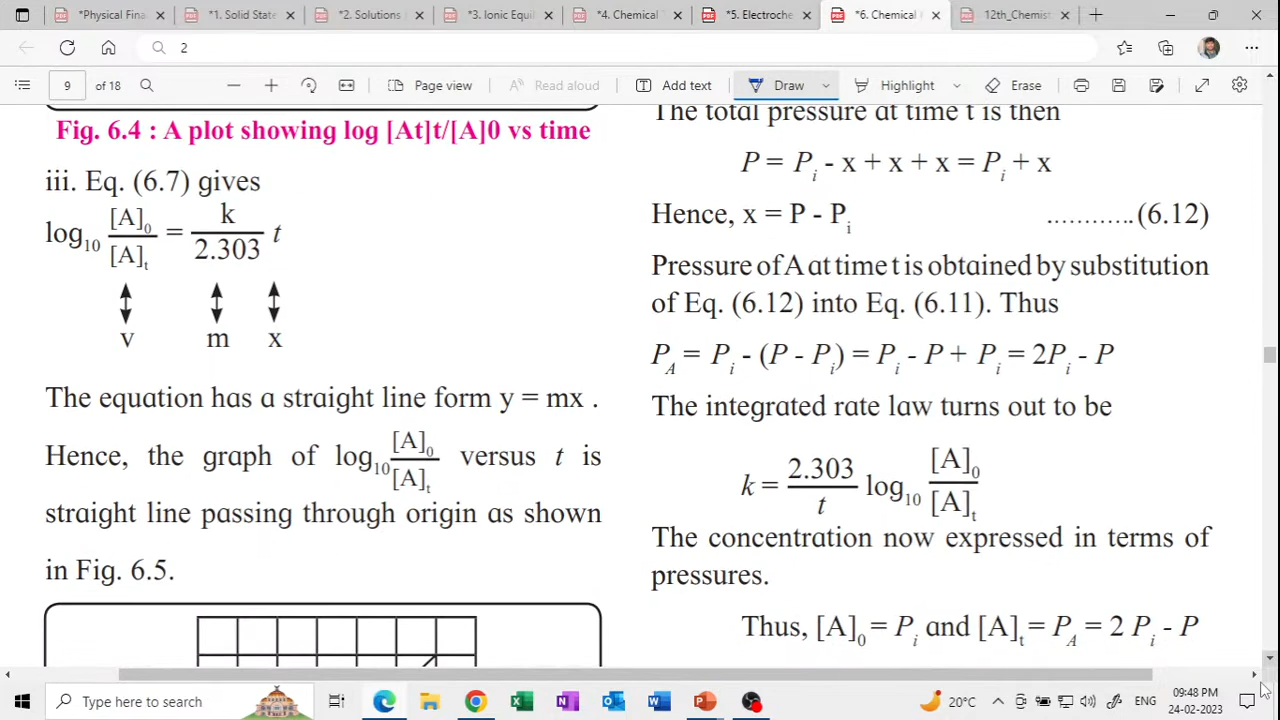 *Physical Fina
*1. Solid State
*2. Solutions
*3. Ionic Equili
*4. Chemical
*5. Electroche
*6. Chemical
12th_Chemist
2
9 of 18
Page view
Read aloud
Add text
Draw
Highlight
Erase
Fig. 6.4 : A plot showing log [At]t/[A]0 vs time
iii. Eq. (6.7) gives
log₁₀ [A]₀/[A]ₜ = k/2.303 t
v m x
The equation has a straight line form y = mx .
Hence, the graph of log₁₀ [A]₀/[A]ₜ versus t is
straight line passing through origin as shown
in Fig. 6.5.
The total pressure at time t is then
P = Pᵢ - x + x + x = Pᵢ + x
Hence, x = P - Pᵢ ...........(6.12)
Pressure of A at time t is obtained by substitution
of Eq. (6.12) into Eq. (6.11). Thus
P_A = Pᵢ - (P - Pᵢ) = Pᵢ - P + Pᵢ = 2Pᵢ - P
The integrated rate law turns out to be
k = 2.303/t log₁₀ [A]₀/[A]ₜ
The concentration now expressed in terms of
pressures.
Thus, [A]₀ = Pᵢ and [A]ₜ = P_A = 2 Pᵢ - P
Type here to search
20°C
ENG
09:48 PM
24-02-2023